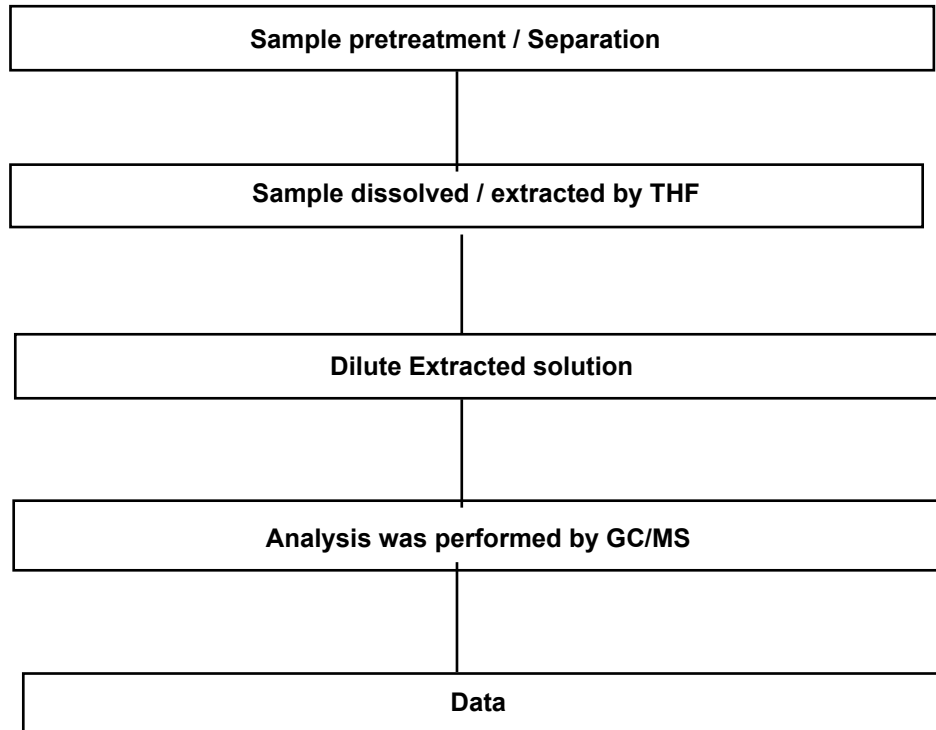 Sample pretreatment / Separation
Sample dissolved / extracted by THF
Dilute Extracted solution
Analysis was performed by GC/MS
Data